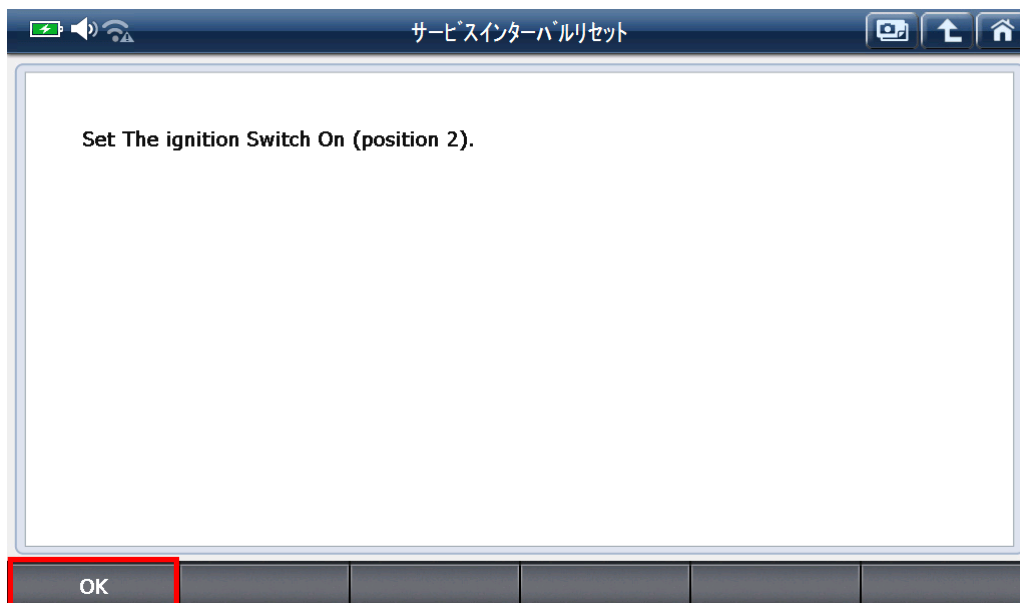 サービスインターバルリセット
Set The ignition Switch On (position 2).
OK